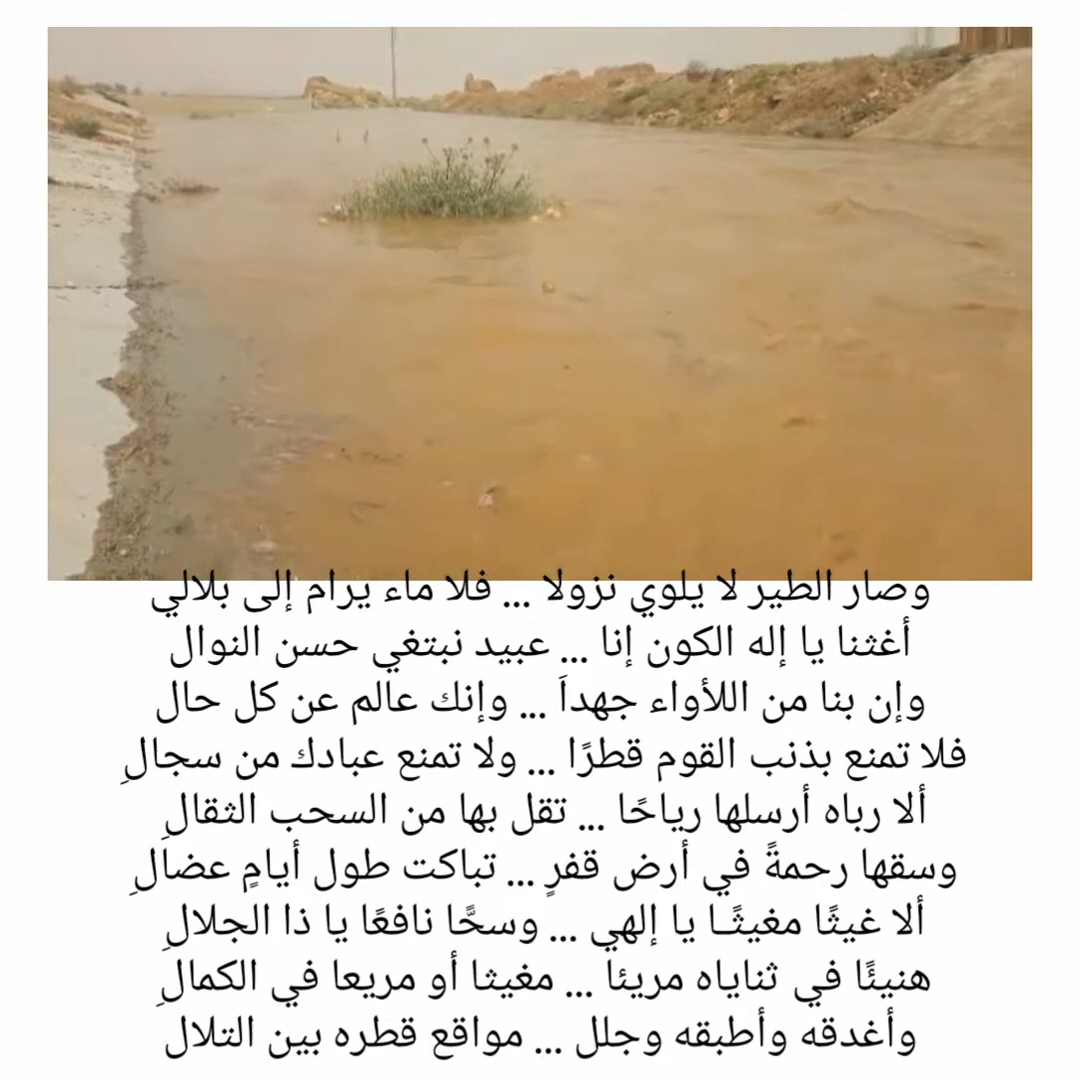 وصار الطير لا يلوي نزولا ... فلا ماء يرام إلى بلالي
أغثنا يا إله الكون إنا ... عبيد نبتغي حسن النوال
وإن بنا من اللأواء جهداَ ... وإنك عالم عن كل حال
فلا تمنع بذنب القوم قطرًا ... ولا تمنع عبادك من سجالِ
ألا رباه أرسلها رياحًا ... تقل بها من السحب الثقالِ
وسقها رحمةً في أرض قفرٍ ... تباكت طول أيامٍ عضالِ
ألا غيثًا مغيثًـا يا إلهي ... وسحًّا نافعًا يا ذا الجلالِ
هنيئًا في ثناياه مريئا ... مغيثا أو مريعا في الكمالِ
وأغدقه وأطبقه وجلل ... مواقع قطره بين التلال